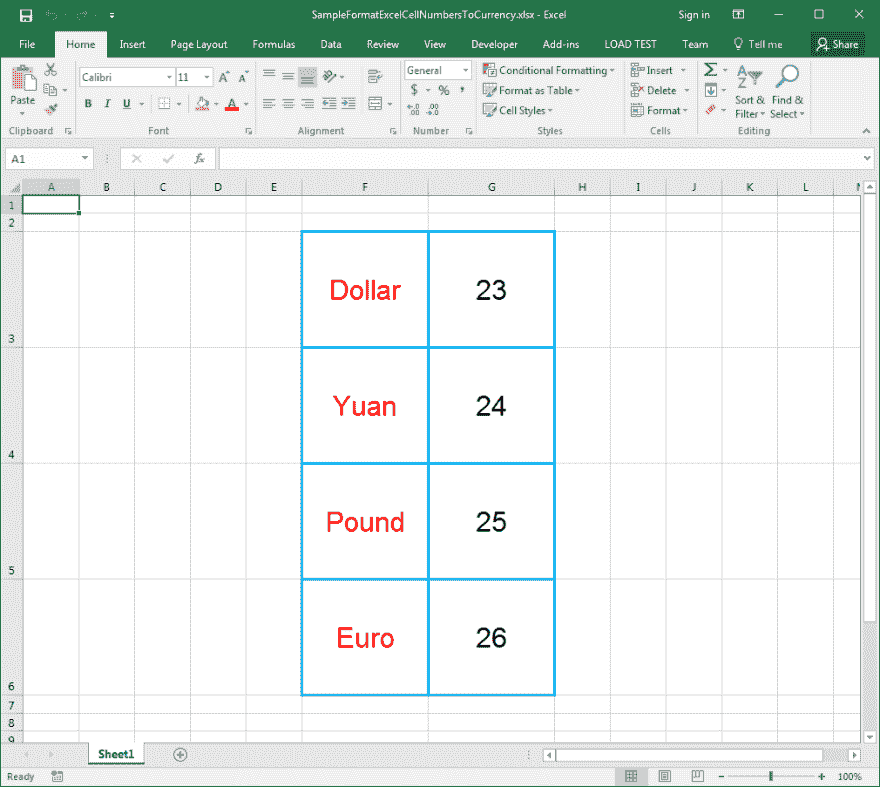 SampleFormatExcelCellNumbersToCurrency.xlsx - Excel
Sign in
File Home Insert Page Layout Formulas Data Review View Developer Add-ins LOAD TEST Team Tell me Share
Paste
Calibri 11
General
Conditional Formatting
Format as Table
Cell Styles
Insert
Delete
Format
Sort & Filter
Find & Select
B I U A
$ % ,
Clipboard Font Alignment Number Styles Cells Editing
A1 fx
A B C D E F G H I J K L M
1
2
3 Dollar 23
4 Yuan 24
5 Pound 25
6 Euro 26
7
8
9
Sheet1
Ready 100%